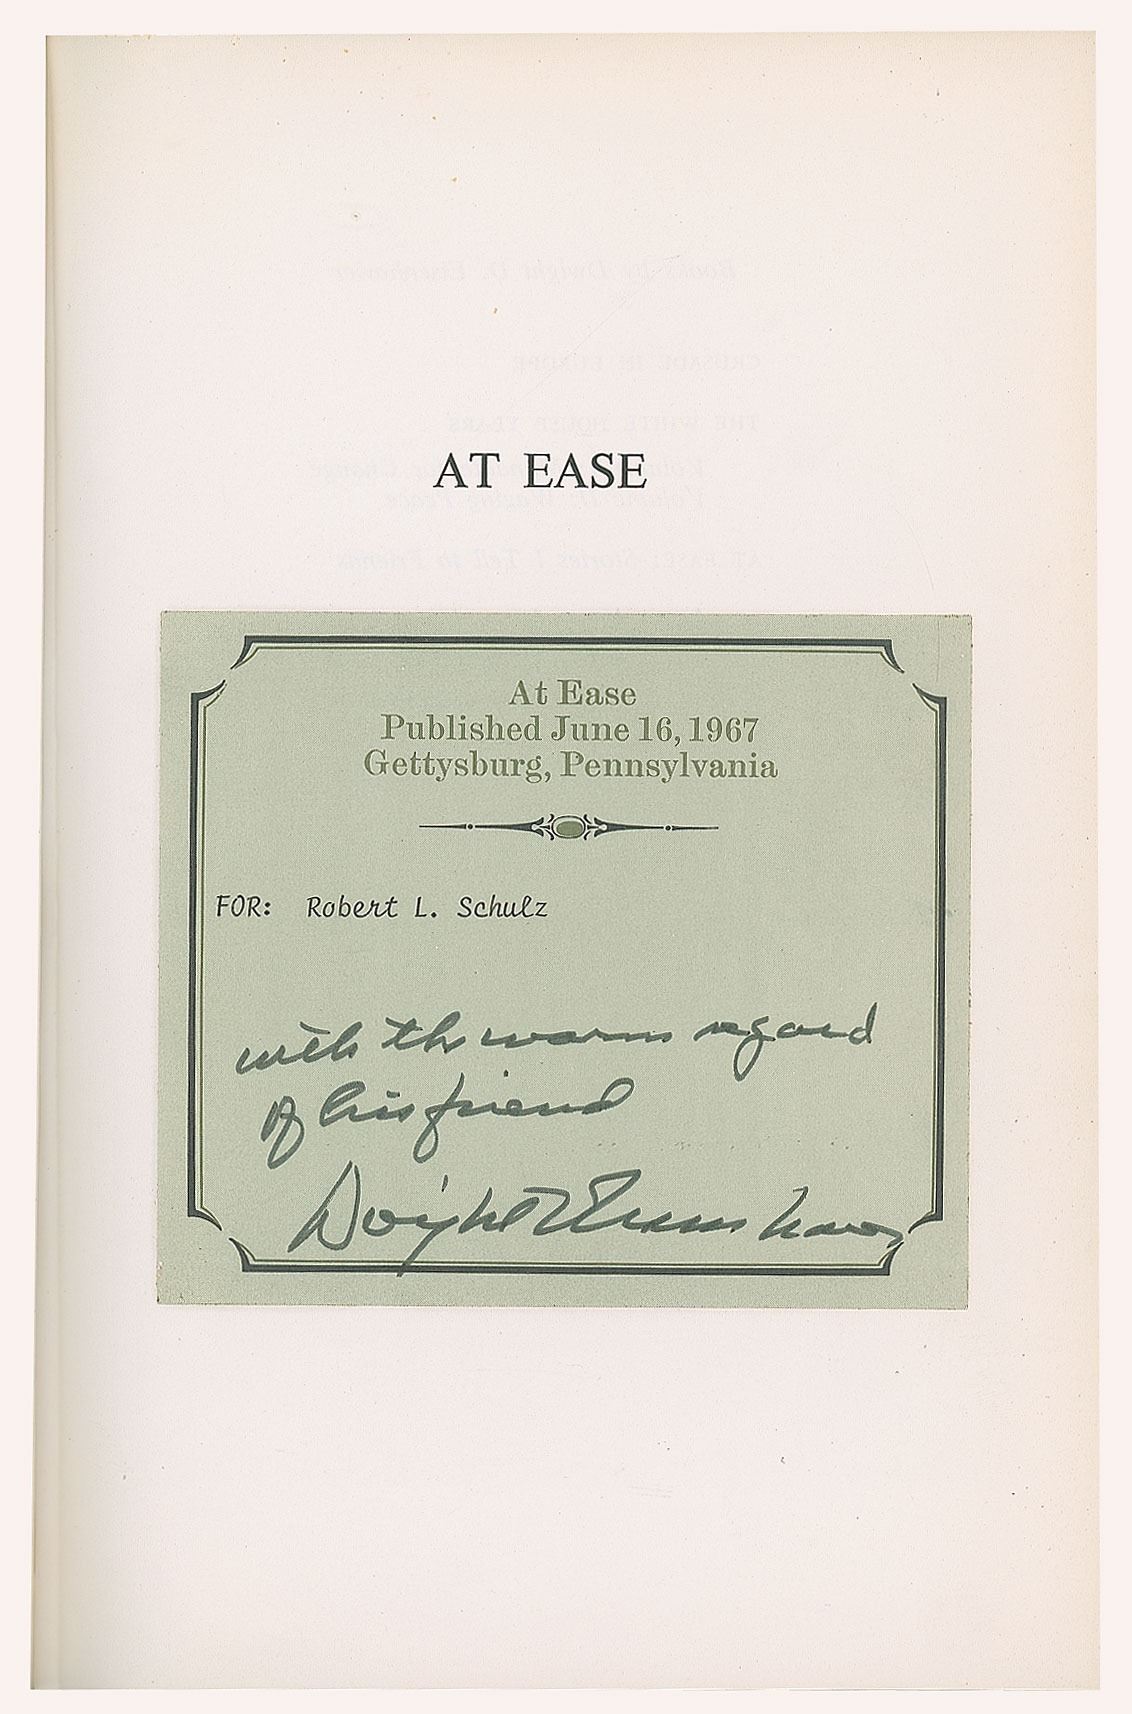 AT EASE
At Ease
Published June 16, 1967
Gettysburg, Pennsylvania
FOR: Robert L. Schulz
with the warm regard
of his friend
Dwight D Eisenhower